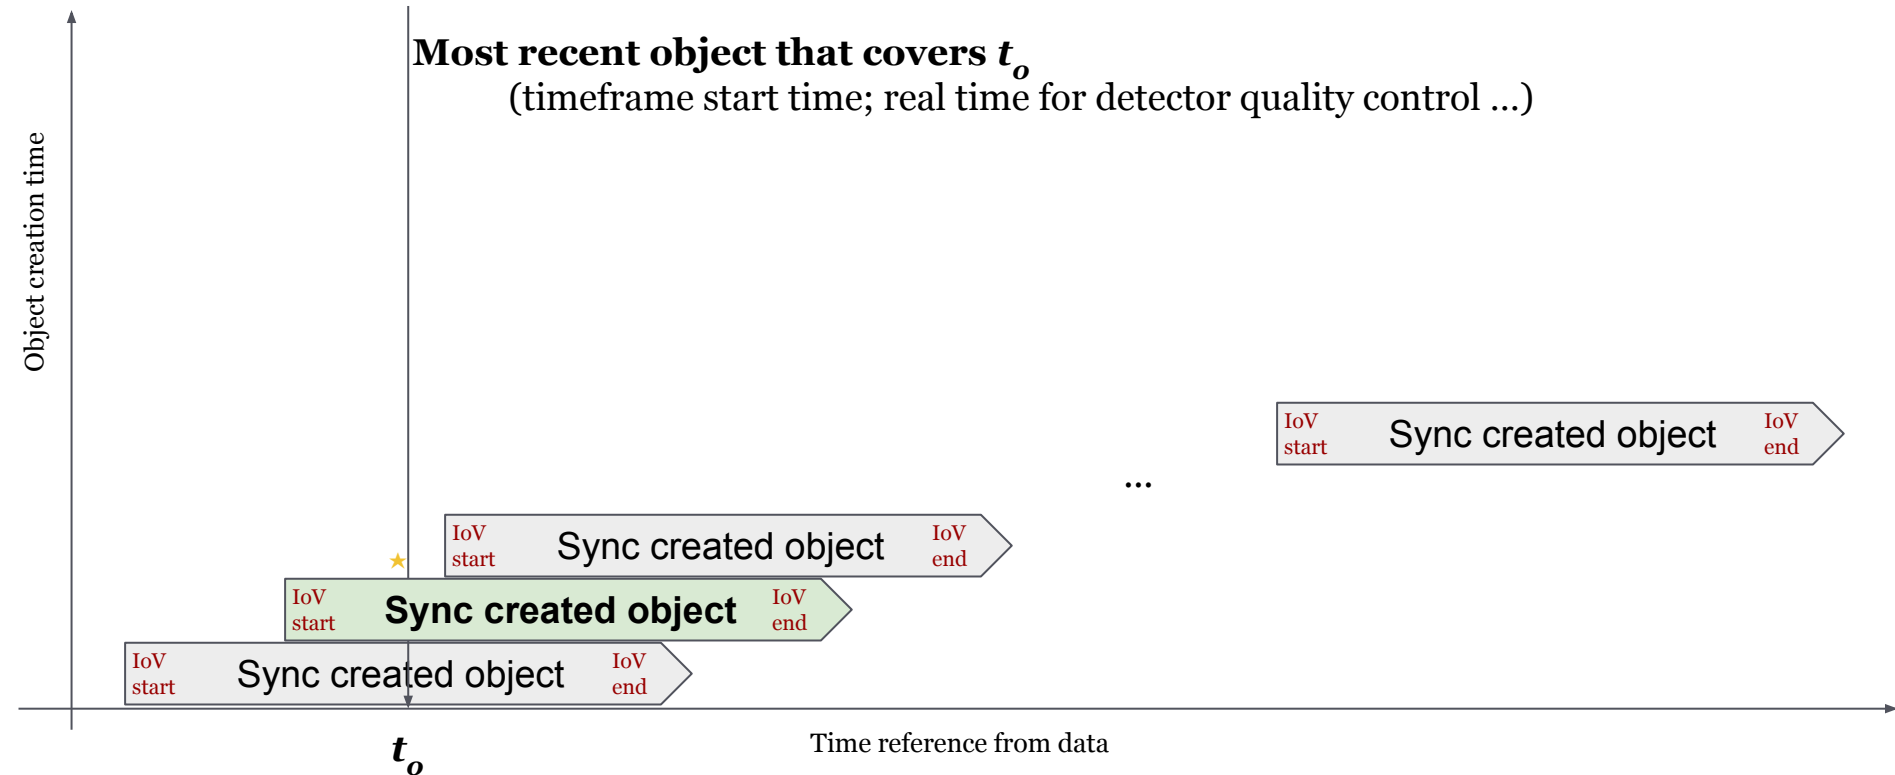 Most recent object that covers t₀
(timeframe start time; real time for detector quality control ...)
Object creation time
IoV start Sync created object IoV end
...
IoV start Sync created object IoV end
IoV start Sync created object IoV end
IoV start Sync created object IoV end
t₀
Time reference from data